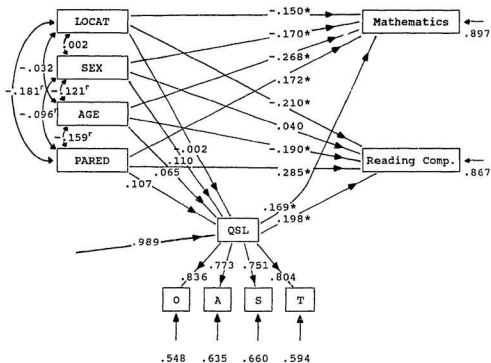 LOCAT
-.150*
Mathematics
.002
-.170*
.897
-.032
SEX
-.268*
-.181ʳ
-.121ʳ
.172*
-.096ʳ
AGE
-.210*
.040
-.159ʳ
-.002
-.190*
PARED
.110
.285*
Reading Comp.
.065
.867
.107
.169*
.198*
QSL
.989
.836
.773
.751
.804
O
A
S
T
.548
.635
.660
.594